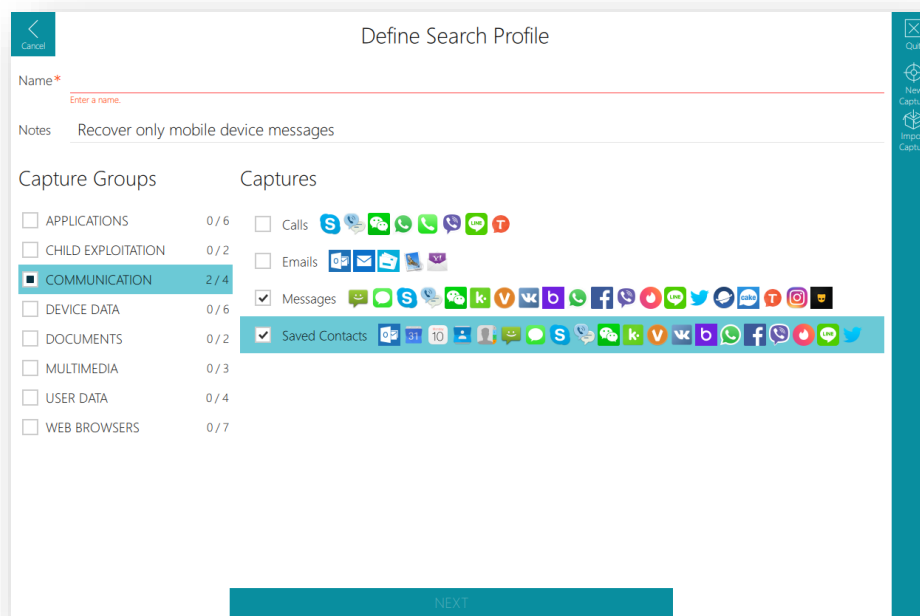 Cancel
Define Search Profile
Quit
Name*
Enter a name.
New
Notes
Recover only mobile device messages
Capture Groups
Captures
APPLICATIONS 0 / 6
CHILD EXPLOITATION 0 / 2
COMMUNICATION 2 / 4
DEVICE DATA 0 / 6
DOCUMENTS 0 / 2
MULTIMEDIA 0 / 3
USER DATA 0 / 4
WEB BROWSERS 0 / 7
Calls
Emails
Messages
Saved Contacts
NEXT